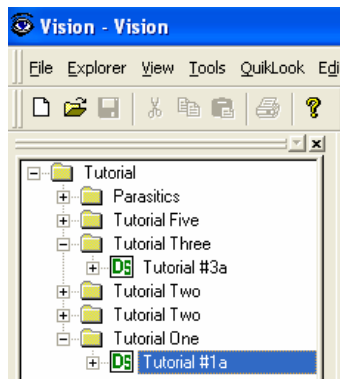 Vision - Vision
File Explorer View Tools QuikLook Edi
Tutorial
Parasitics
Tutorial Five
Tutorial Three
DS Tutorial #3a
Tutorial Two
Tutorial Two
Tutorial One
DS Tutorial #1a